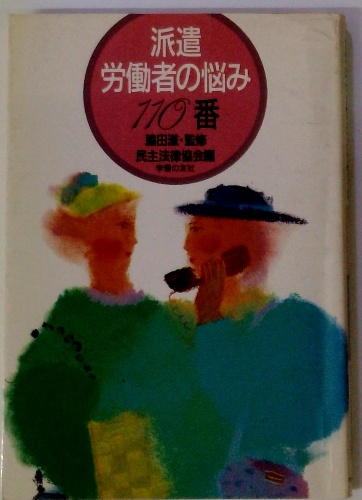 派遣
労働者の悩み
110番
脇田滋・監修
民主法律協会編
学習の友社